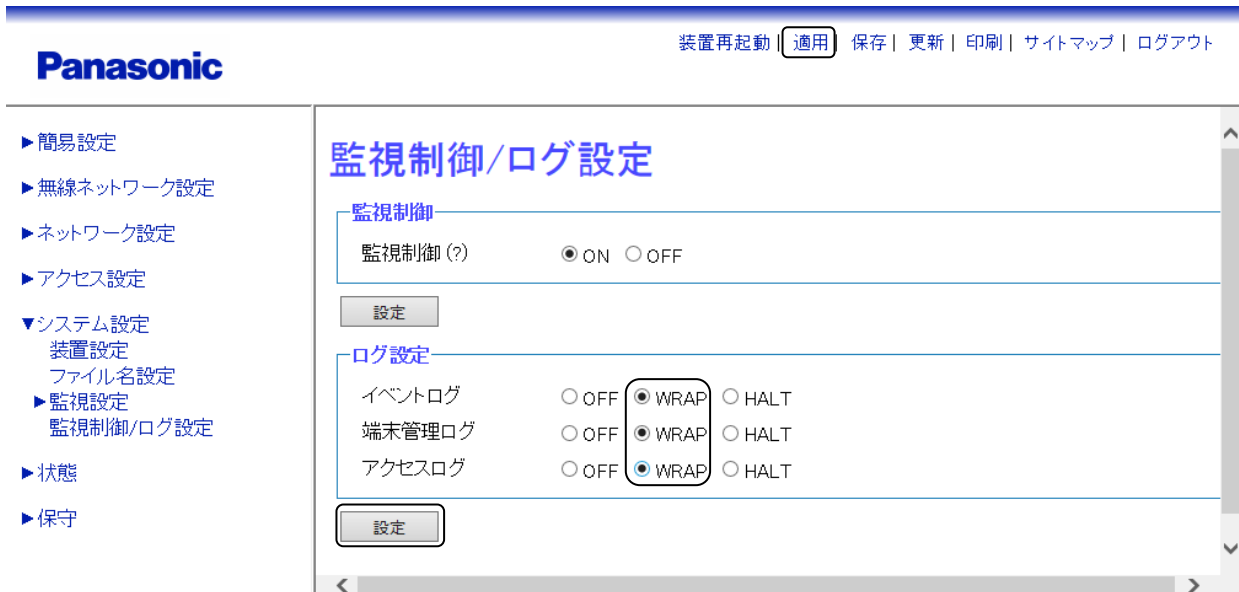 Panasonic
装置再起動 | 適用 | 保存 | 更新 | 印刷 | サイトマップ | ログアウト
▶簡易設定
▶無線ネットワーク設定
▶ネットワーク設定
▶アクセス設定
▼システム設定
装置設定
ファイル名設定
▶監視設定
監視制御/ログ設定
▶状態
▶保守
監視制御/ログ設定
監視制御
監視制御(?) ON OFF
設定
ログ設定
イベントログ OFF WRAP HALT
端末管理ログ OFF WRAP HALT
アクセスログ OFF WRAP HALT
設定